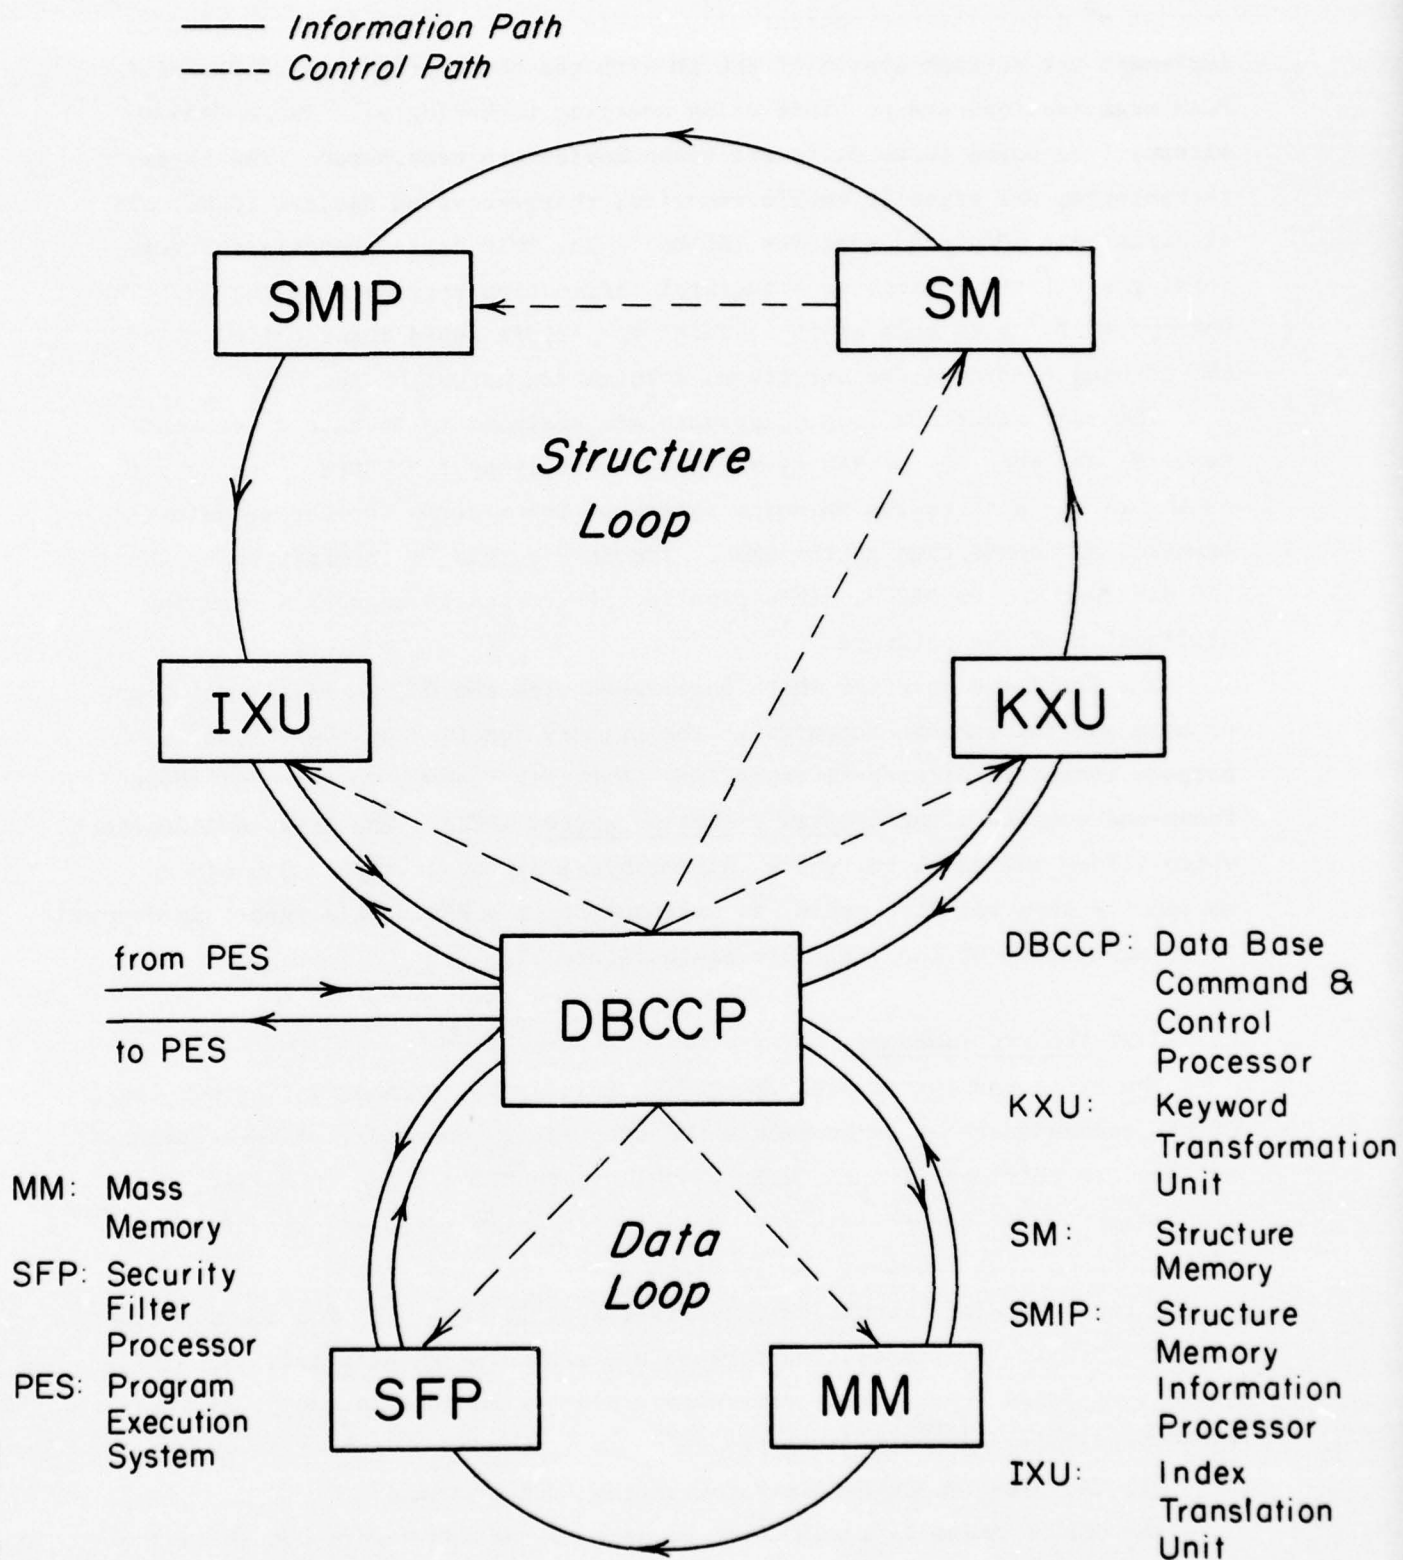 Information Path
Control Path
SMIP
SM
Structure
Loop
IXU
KXU
from PES
to PES
DBCCP
DBCCP: Data Base
Command &
Control
Processor
KXU: Keyword
Transformation
Unit
SM: Structure
Memory
SMIP: Structure
Memory
Information
Processor
IXU: Index
Translation
Unit
MM: Mass
Memory
SFP: Security
Filter
Processor
PES: Program
Execution
System
Data
Loop
SFP
MM